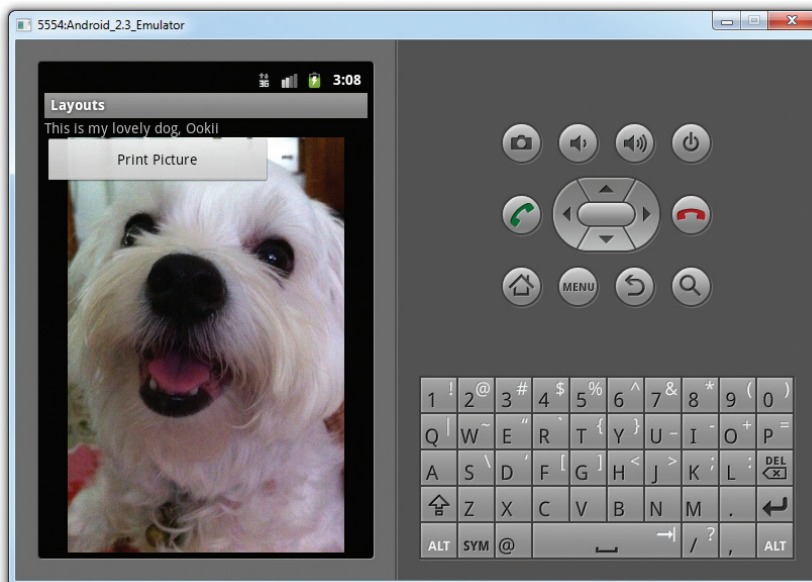 5554:Android_2.3_Emulator
3G 3:08
Layouts
This is my lovely dog, Ookii
Print Picture
MENU
1 ! 2 @ 3 # 4 $ 5 % 6 ^ 7 & 8 * 9 ( 0 )
Q | W ~ E " R ` T { Y } U _ I - O + P =
A S \ D ' F [ G ] H < J > K ; L : DEL
Z X C V B N M .
ALT SYM @ / ? , ALT